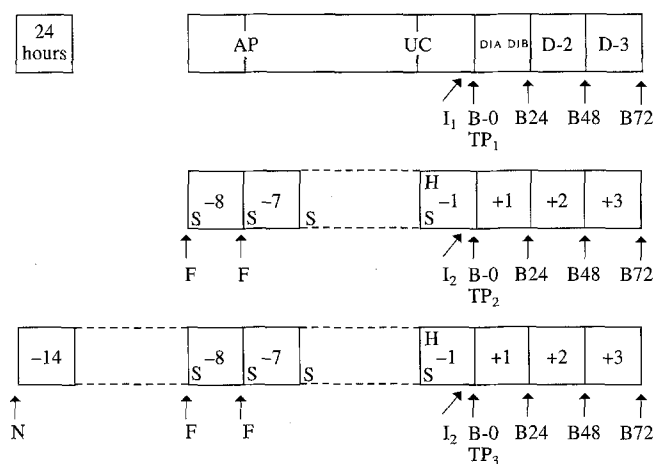 24 hours
AP UC DIA DIB D-2 D-3
I₁ B-0 B24 B48 B72
TP₁
H
–8 –7 –1 +1 +2 +3
S S S S
F F I₂ B-0 B24 B48 B72
TP₂
H
–14 –8 –7 –1 +1 +2 +3
S S S S
N F F I₂ B-0 B24 B48 B72
TP₃